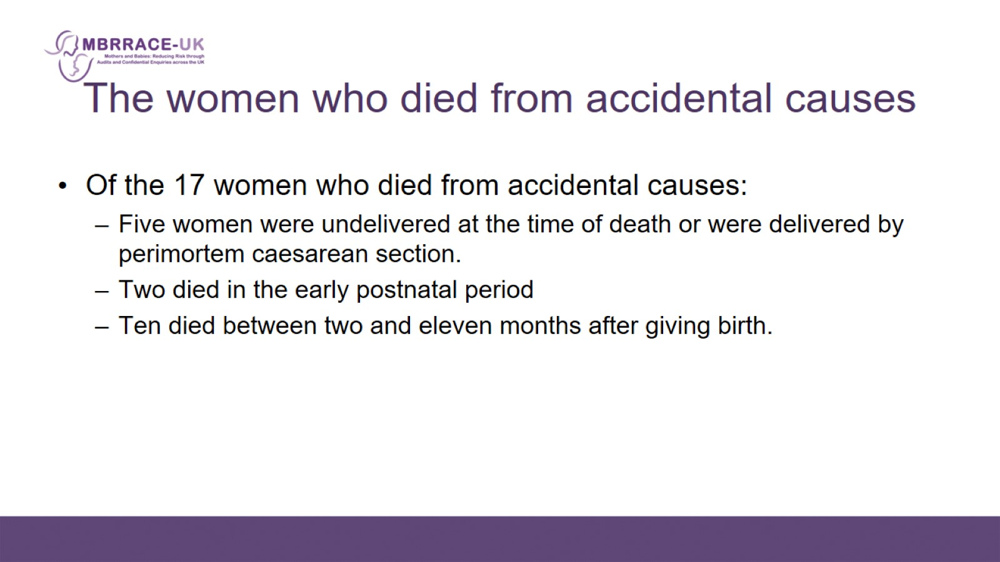 MBRRACE-UK
Mothers and Babies: Reducing Risk through
Audits and Confidential Enquiries across the UK
The women who died from accidental causes
• Of the 17 women who died from accidental causes:
– Five women were undelivered at the time of death or were delivered by
perimortem caesarean section.
– Two died in the early postnatal period
– Ten died between two and eleven months after giving birth.